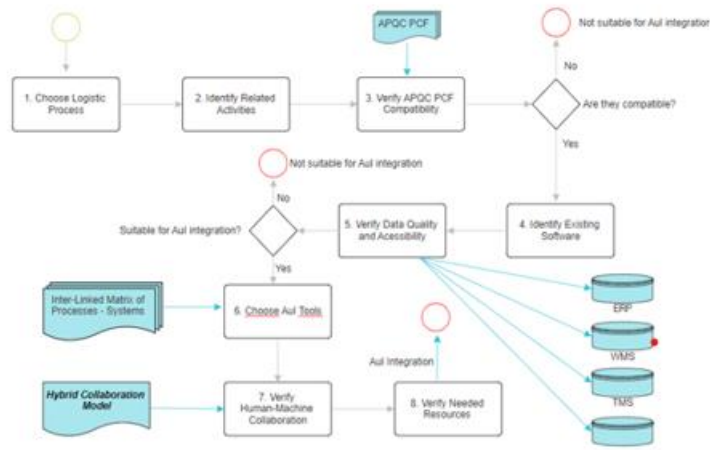 APQC PCF
Not suitable for AuI integration
No
1. Choose Logistic
Process
2. Identify Related
Activities
3. Verify APQC PCF
Compatibility
Are they compatible?
Yes
Not suitable for AuI integration
No
Suitable for AuI integration?
5. Verify Data Quality
and Acessibility
4. Identify Existing
Software
Yes
Inter-Linked Matrix of
Processes - Systems
6. Choose AuI Tools
ERP
WMS
AuI Integration
TMS
Hybrid Collaboration
Model
7. Verify
Human-Machine
Collaboration
8. Verify Needed
Resources